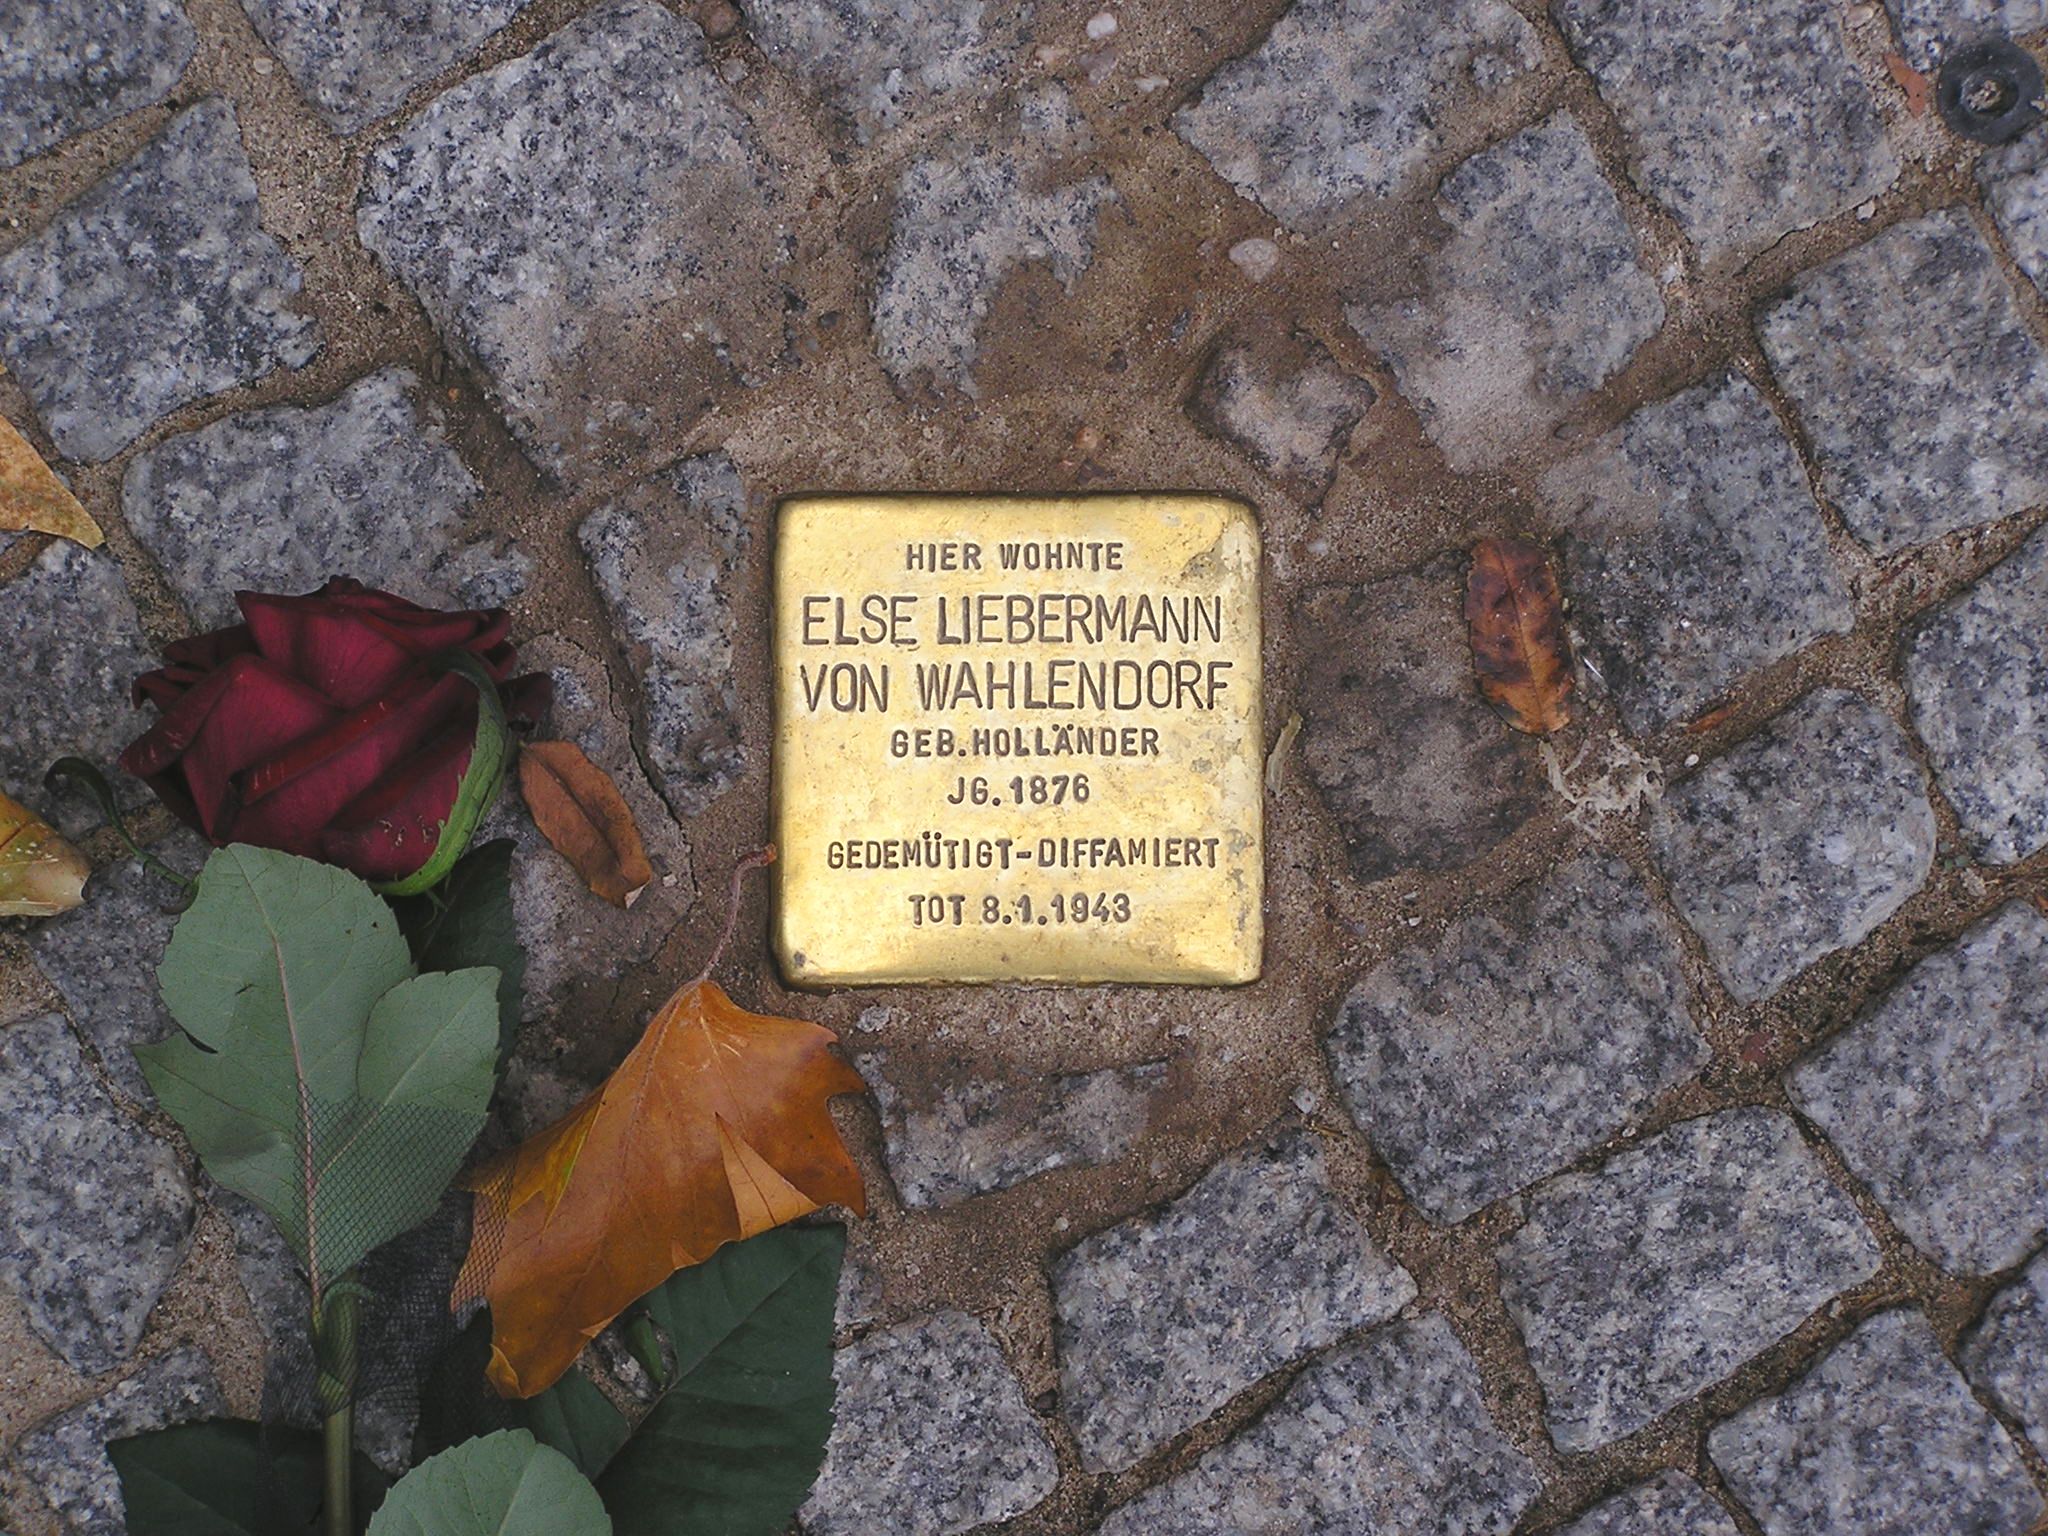 HIER WOHNTE
ELSE LIEBERMANN
VON WAHLENDORF
GEB.HOLLÄNDER
JG.1876
GEDEMÜTIGT-DIFFAMIERT
TOT 8.1.1943